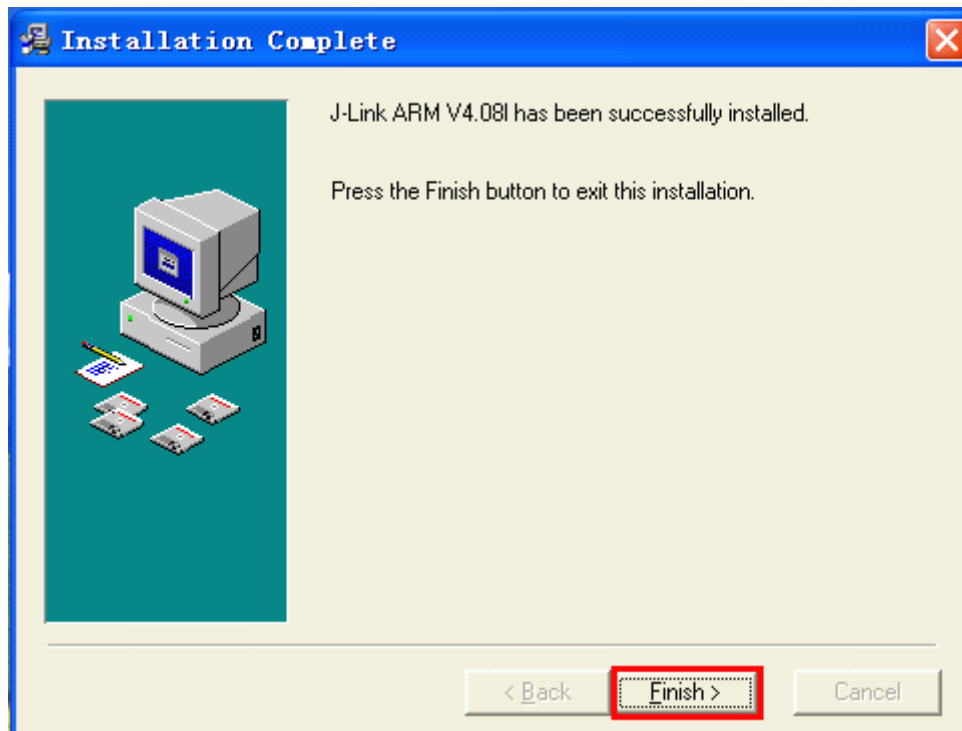 Installation Complete
J-Link ARM V4.08l has been successfully installed.
Press the Finish button to exit this installation.
< Back
Finish >
Cancel